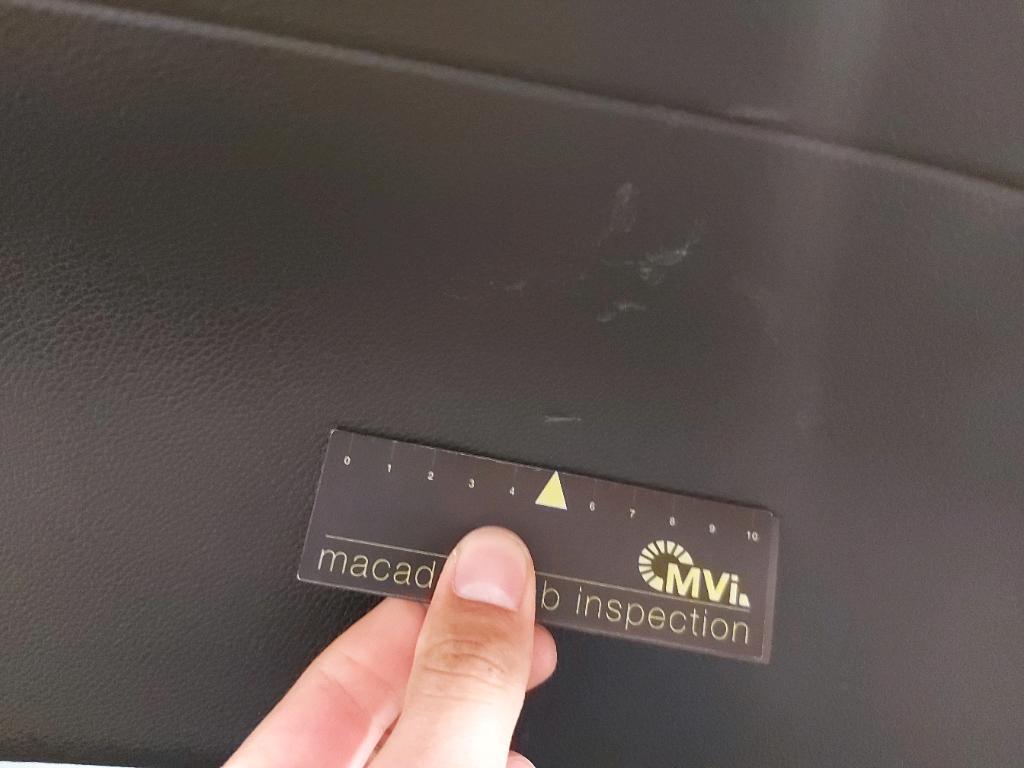 0 1 2 3 4 6 7 8 9 10
MVi.
macad b inspection